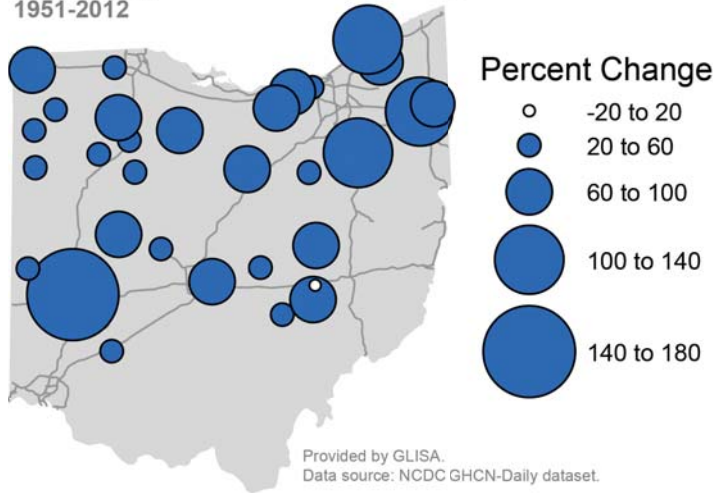 1951-2012
Percent Change
-20 to 20
20 to 60
60 to 100
100 to 140
140 to 180
Provided by GLISA.
Data source: NCDC GHCN-Daily dataset.